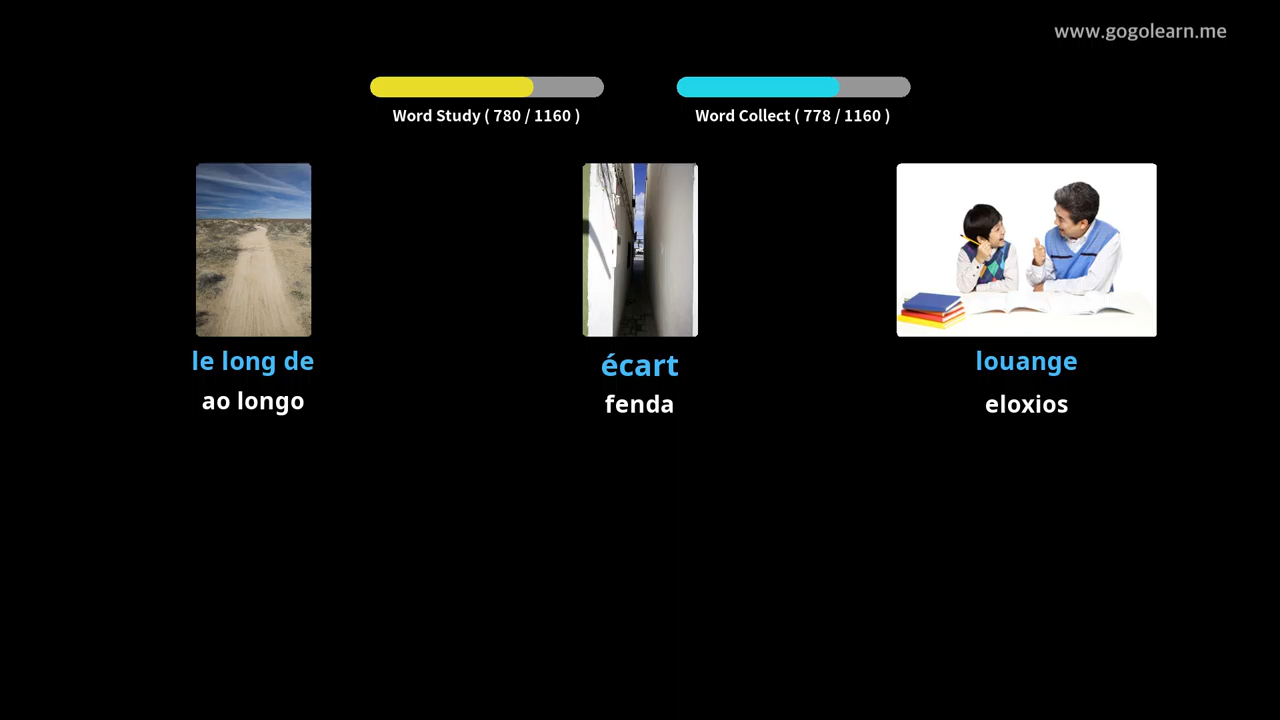 www.gogolearn.me
Word Study ( 780 / 1160 )
Word Collect ( 778 / 1160 )
le long de
ao longo
écart
fenda
louange
eloxios